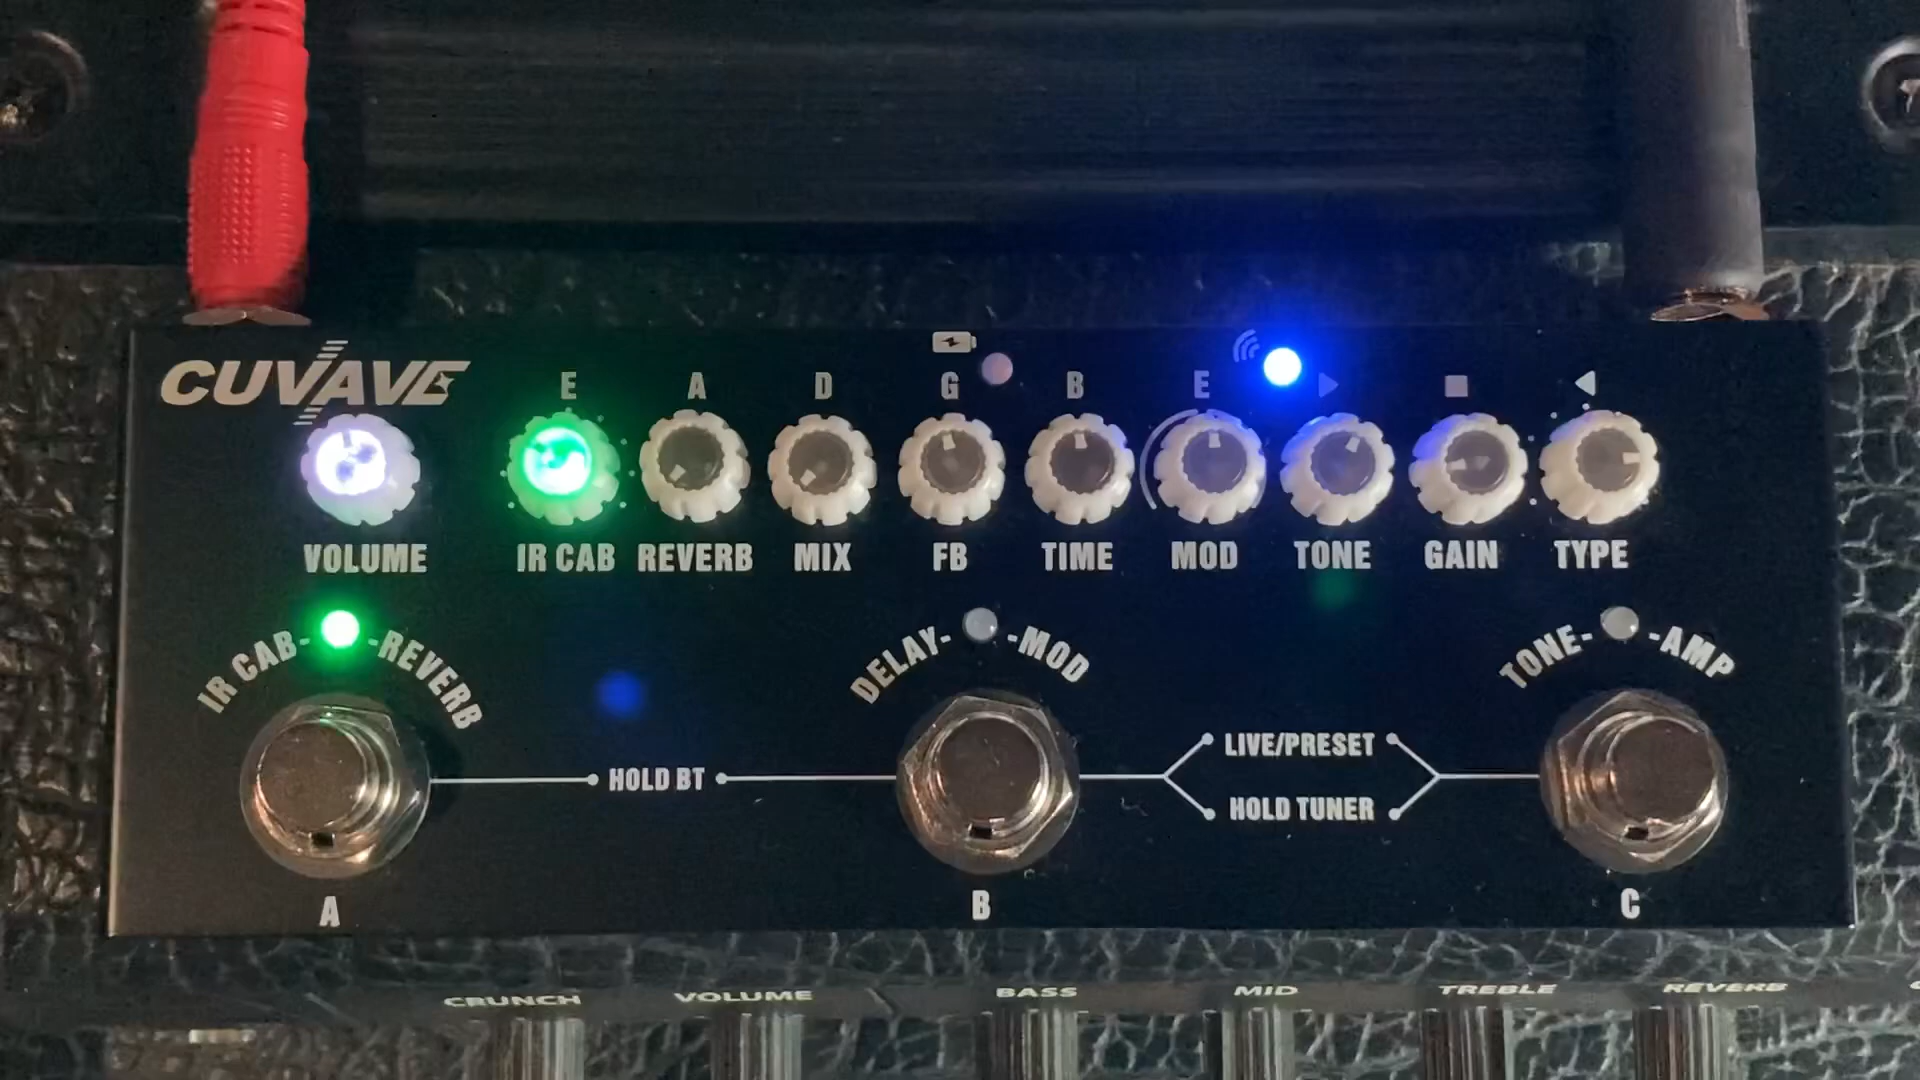 CUVAVE
E A D G B E
VOLUME IR CAB REVERB MIX FB TIME MOD TONE GAIN TYPE
IR CAB- -REVERB DELAY- -MOD TONE- -AMP
LIVE/PRESET
HOLD BT
HOLD TUNER
A B C
CRUNCH VOLUME BASS MID TREBLE REVERB